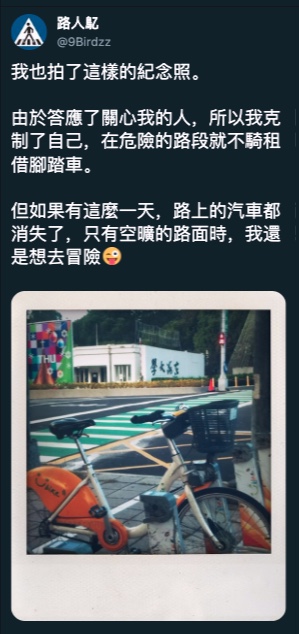 路人
@9Birdzz
我也拍了這樣的紀念照。
由於答應了關心我的人，所以我克
制了自己，在危險的路段就不騎租
借腳踏車。
但如果有這麼一天，路上的汽車都
消失了，只有空曠的路面時，我還
是想去冒險😜
THU
東海大學